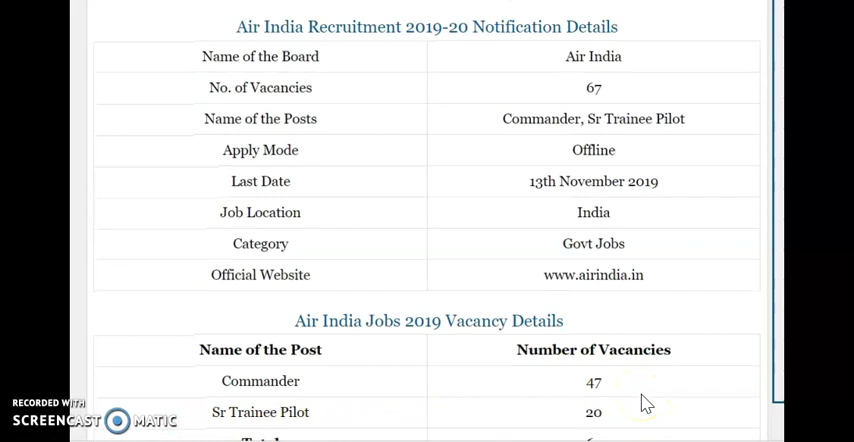 Air India Recruitment 2019-20 Notification Details
Name of the Board Air India
No. of Vacancies 67
Name of the Posts Commander, Sr Trainee Pilot
Apply Mode Offline
Last Date 13th November 2019
Job Location India
Category Govt Jobs
Official Website www.airindia.in
Air India Jobs 2019 Vacancy Details
Name of the Post Number of Vacancies
Commander 47
Sr Trainee Pilot 20
RECORDED WITH
SCREENCAST MATIC